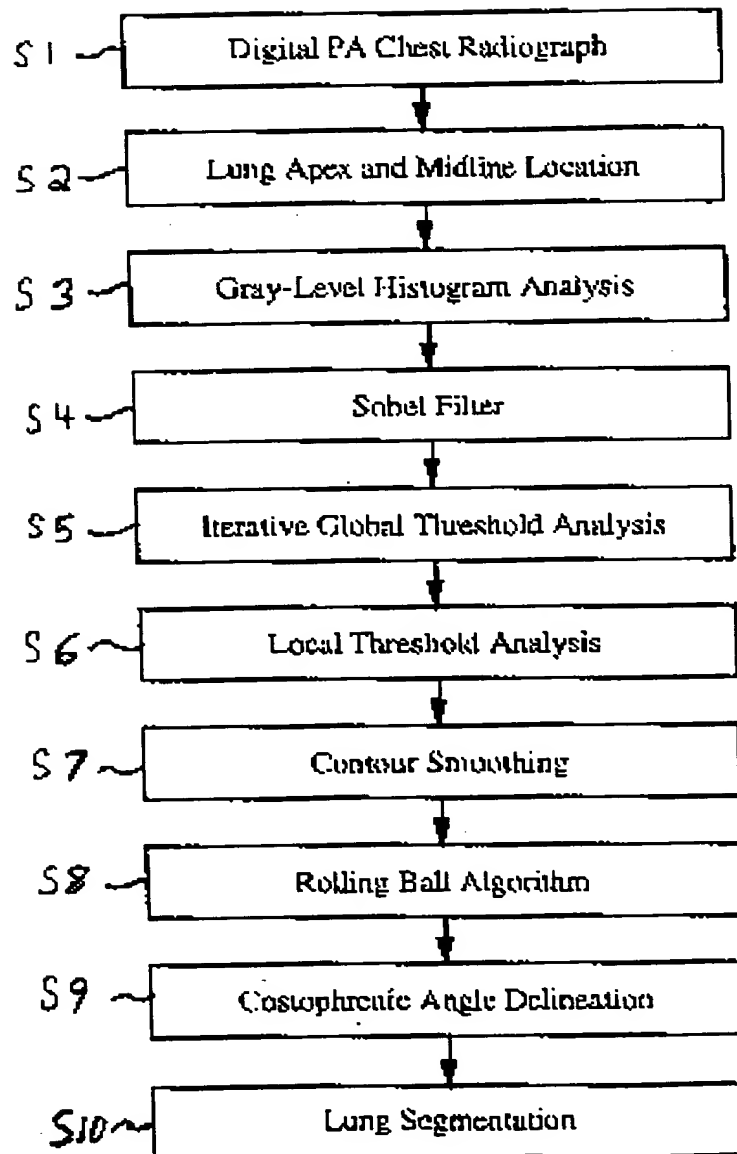 S1 Digital PA Chest Radiograph
S2 Lung Apex and Midline Location
S3 Gray-Level Histogram Analysis
S4 Sobel Filter
S5 Iterative Global Threshold Analysis
S6 Local Threshold Analysis
S7 Contour Smoothing
S8 Rolling Ball Algorithm
S9 Costophrenic Angle Delineation
S10 Lung Segmentation